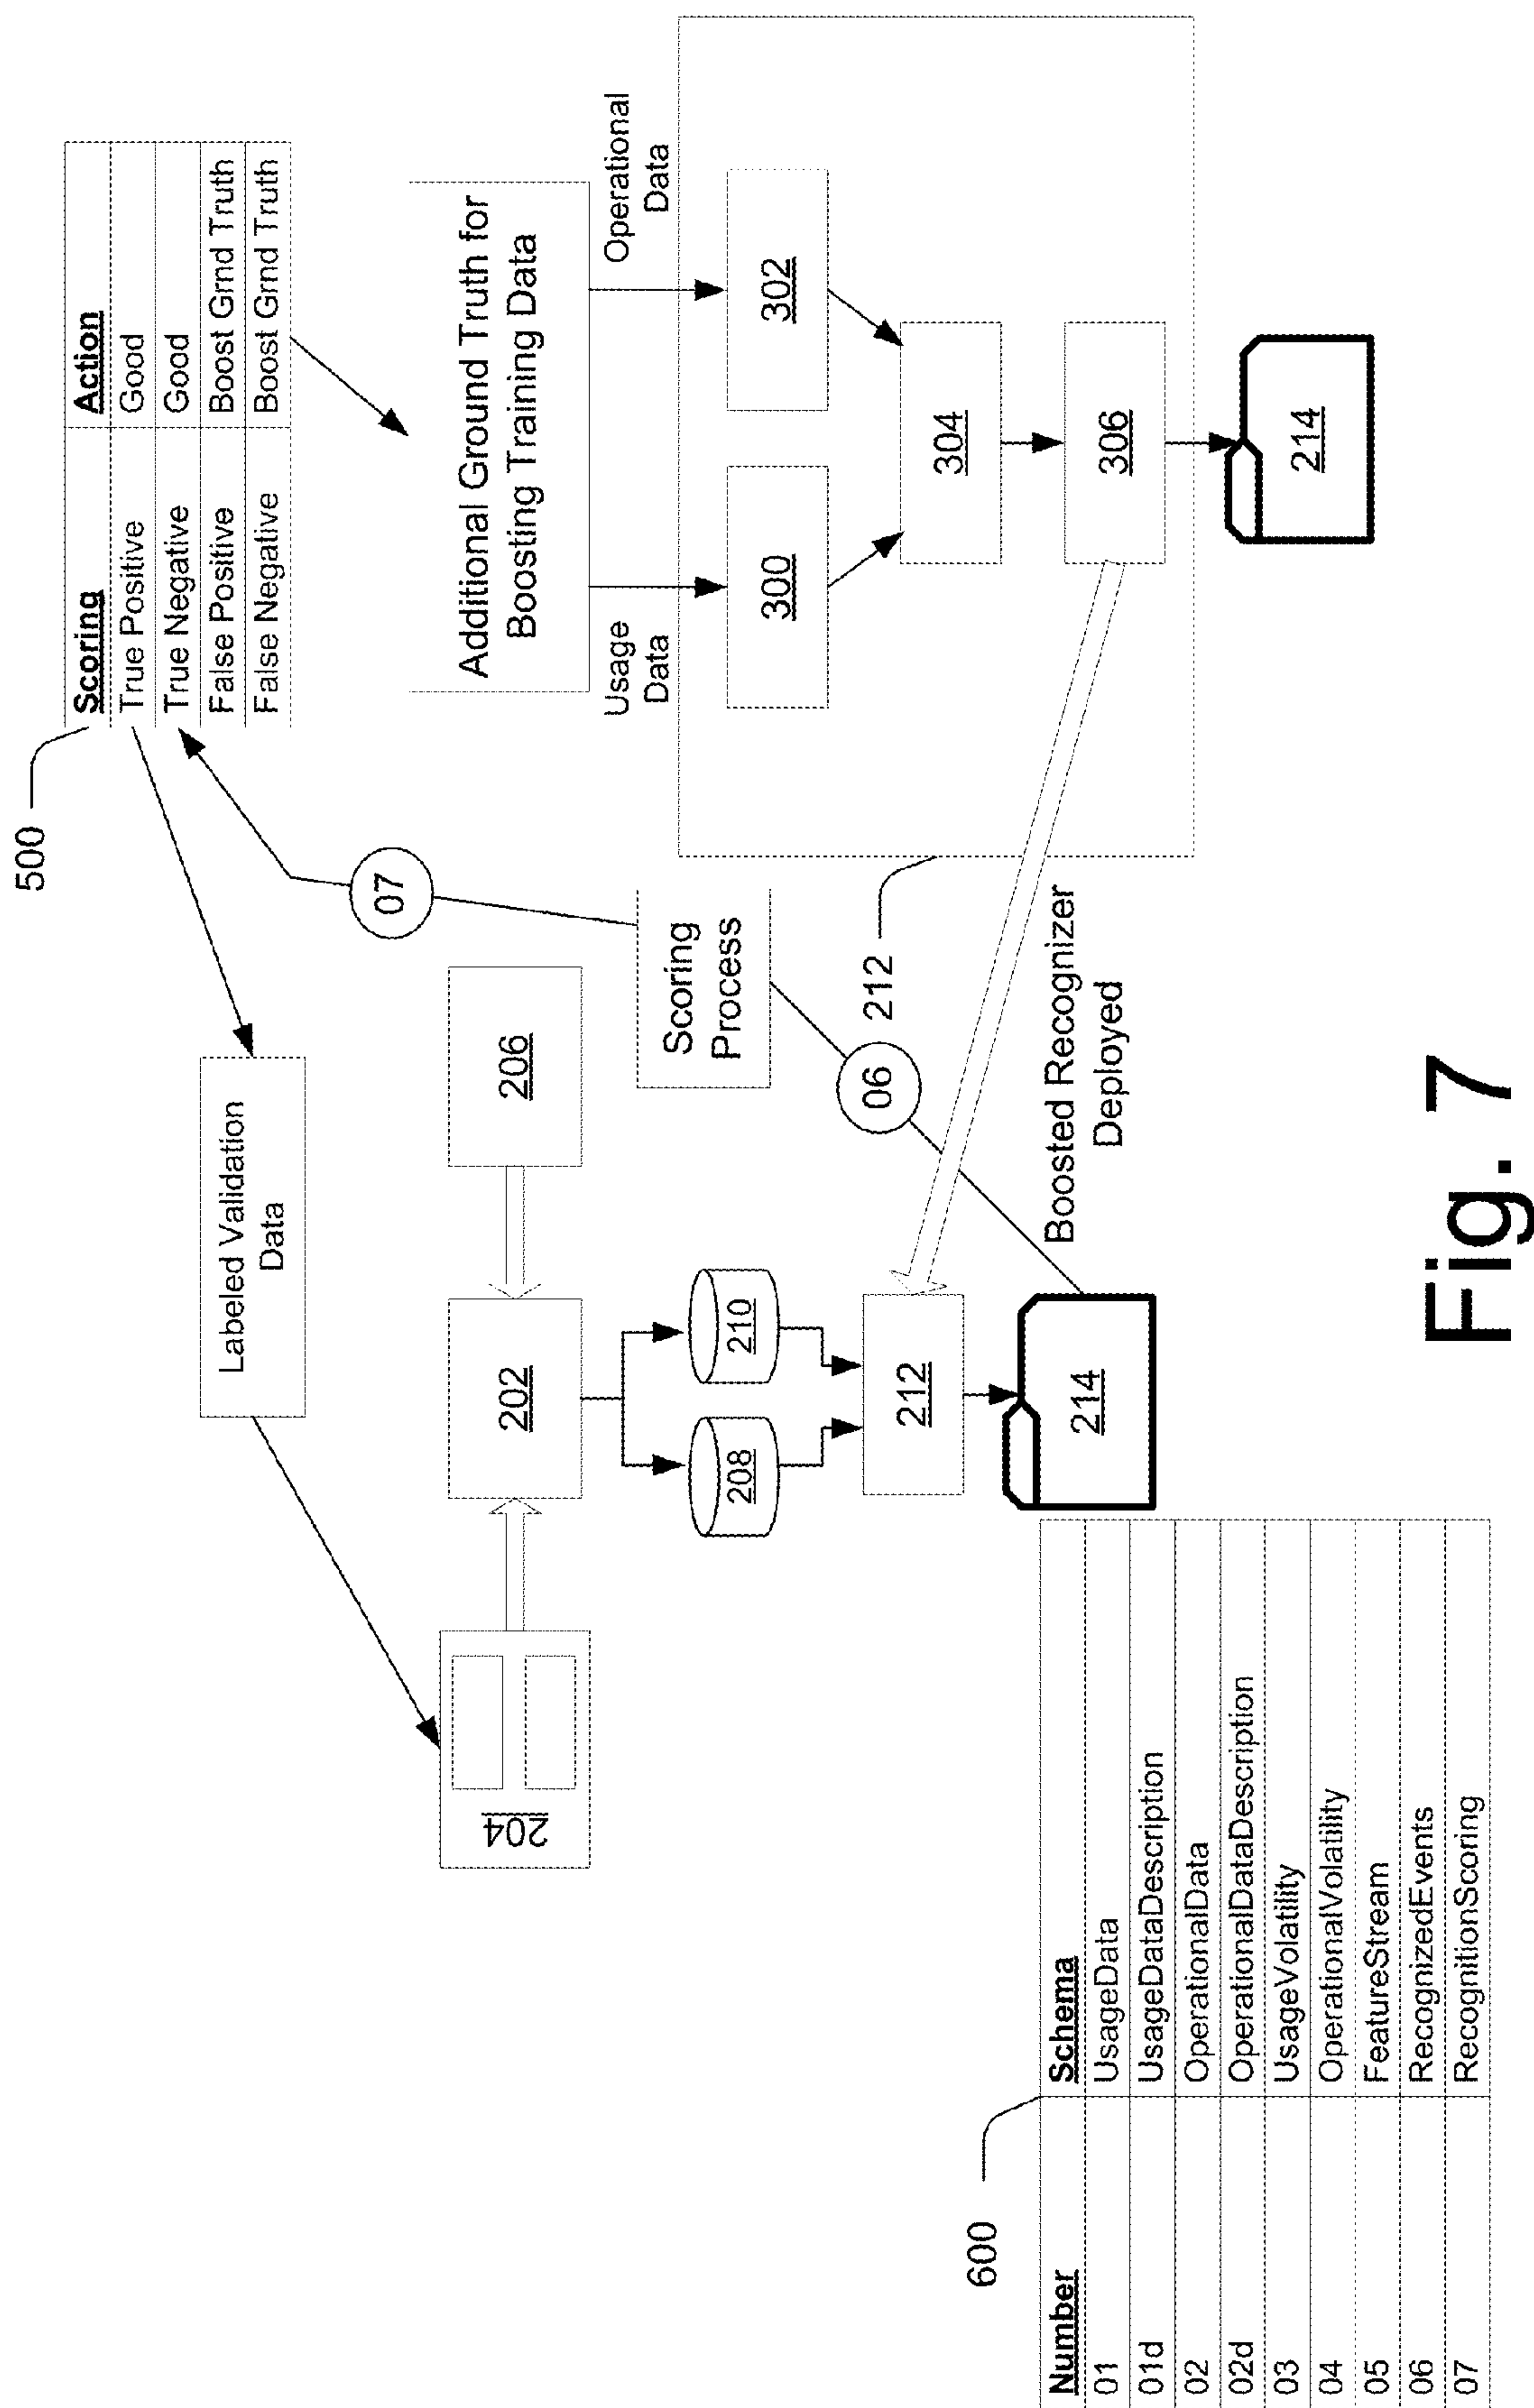 500
Scoring Action
True Positive Good
True Negative Good
False Positive Boost Grnd Truth
False Negative Boost Grnd Truth
Labeled Validation
Data
07
Additional Ground Truth for
Boosting Training Data
204
202
206
Scoring
Process
Usage
Data
Operational
Data
208
210
06
212
300
302
304
306
212
214
Boosted Recognizer
Deployed
214
600
Number Schema
01 UsageData
01d UsageDataDescription
02 OperationalData
02d OperationalDataDescription
03 UsageVolatility
04 OperationalVolatility
05 FeatureStream
06 RecognizedEvents
07 RecognitionScoring
Fig. 7